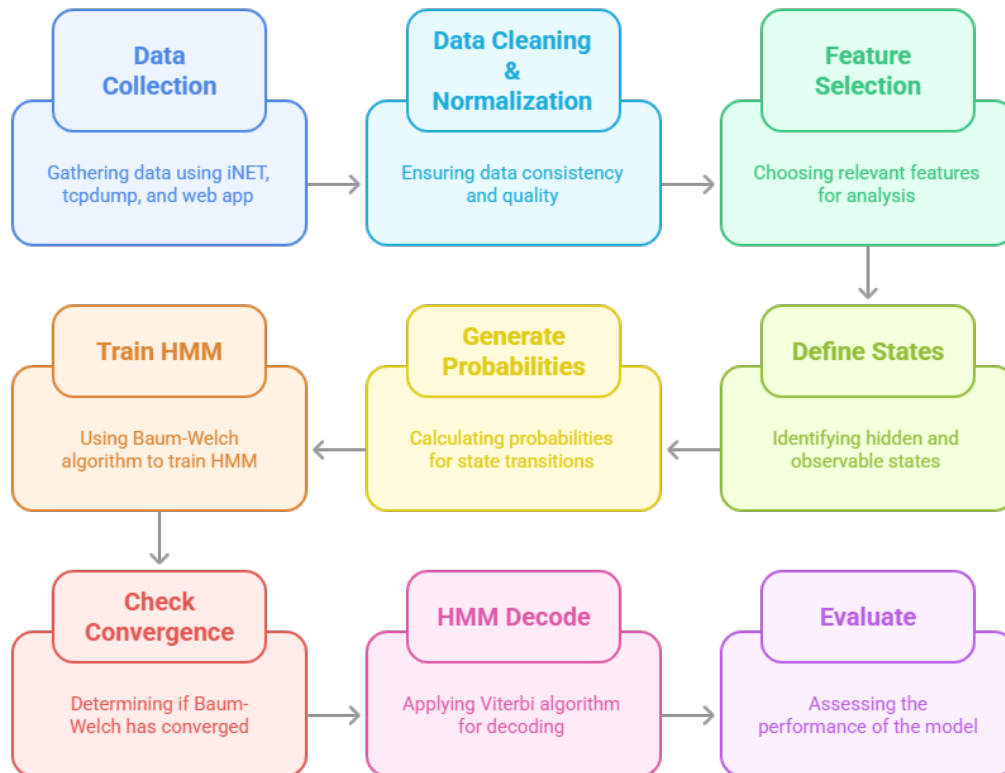 Data
Collection
Gathering data using iNET,
tcpdump, and web app
Data Cleaning
&
Normalization
Ensuring data consistency
and quality
Feature
Selection
Choosing relevant features
for analysis
Define States
Identifying hidden and
observable states
Generate
Probabilities
Calculating probabilities
for state transitions
Train HMM
Using Baum-Welch
algorithm to train HMM
Check
Convergence
Determining if Baum-
Welch has converged
HMM Decode
Applying Viterbi algorithm
for decoding
Evaluate
Assessing the
performance of the model